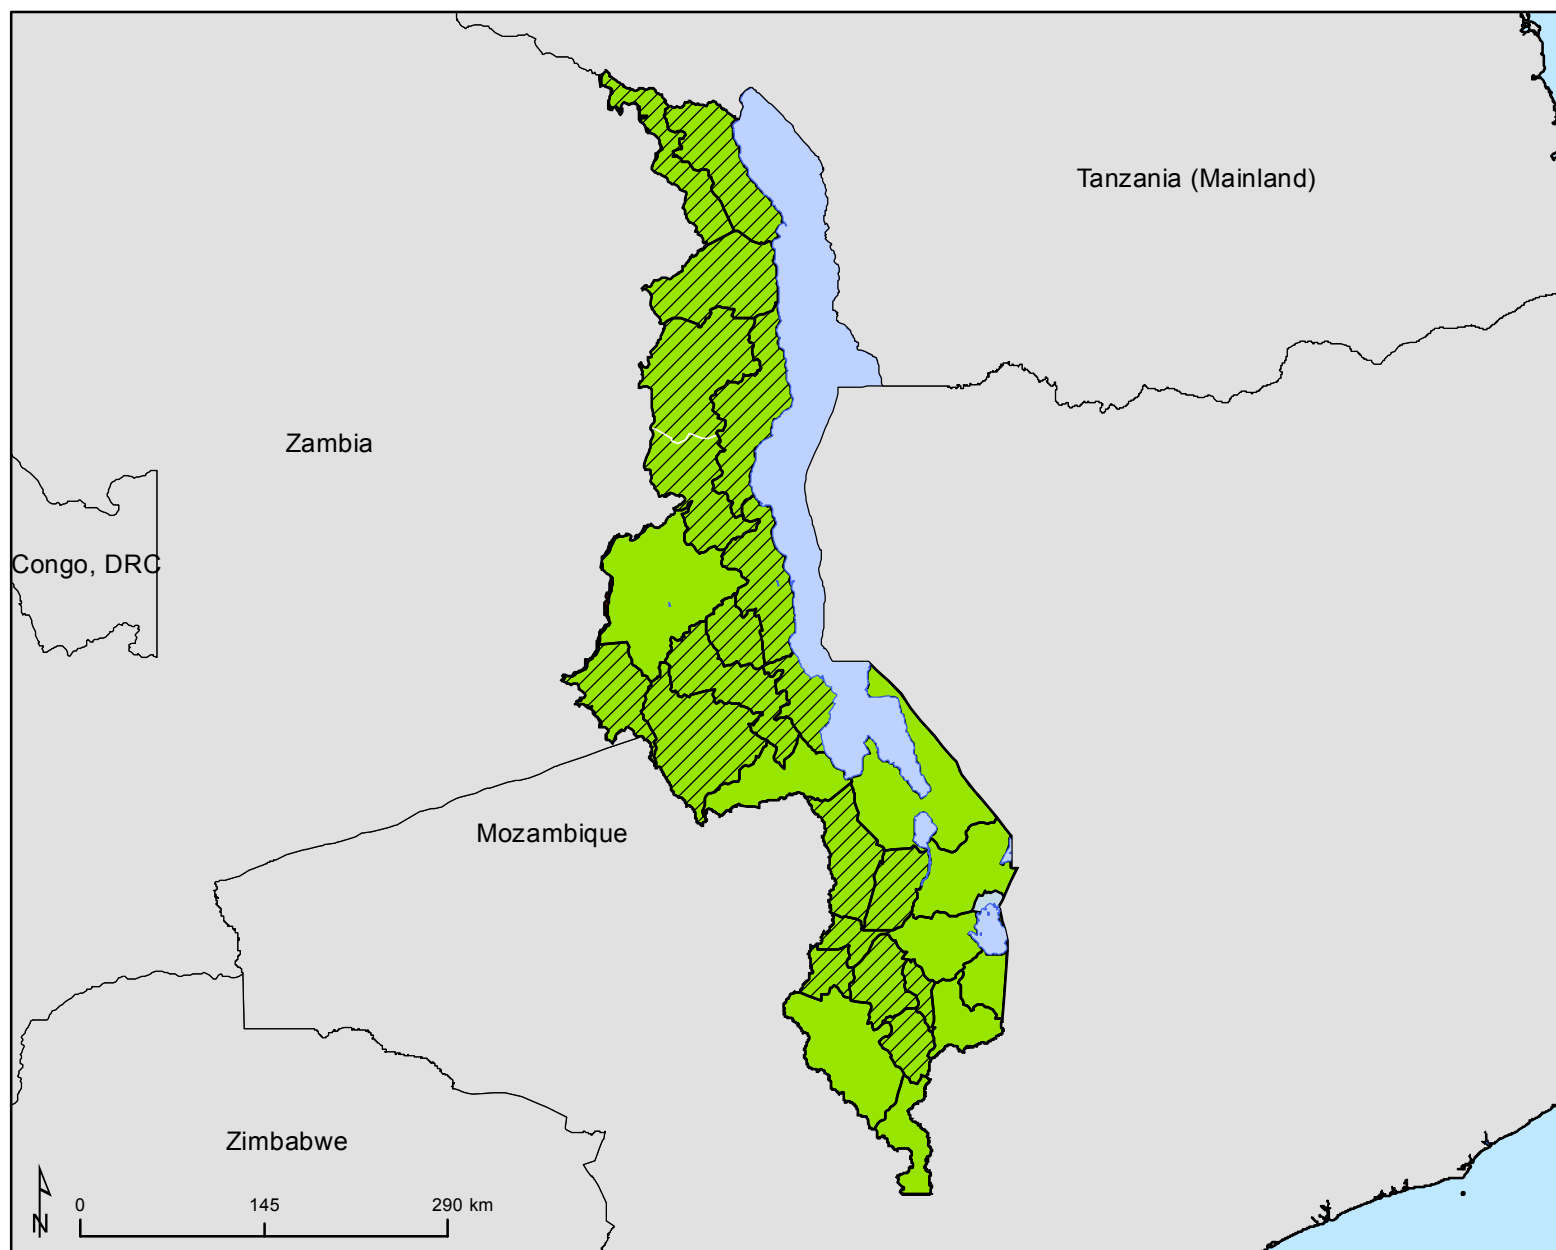 Tanzania (Mainland)
Zambia
Congo, DRC
Mozambique
Zimbabwe
0 145 290 km
N